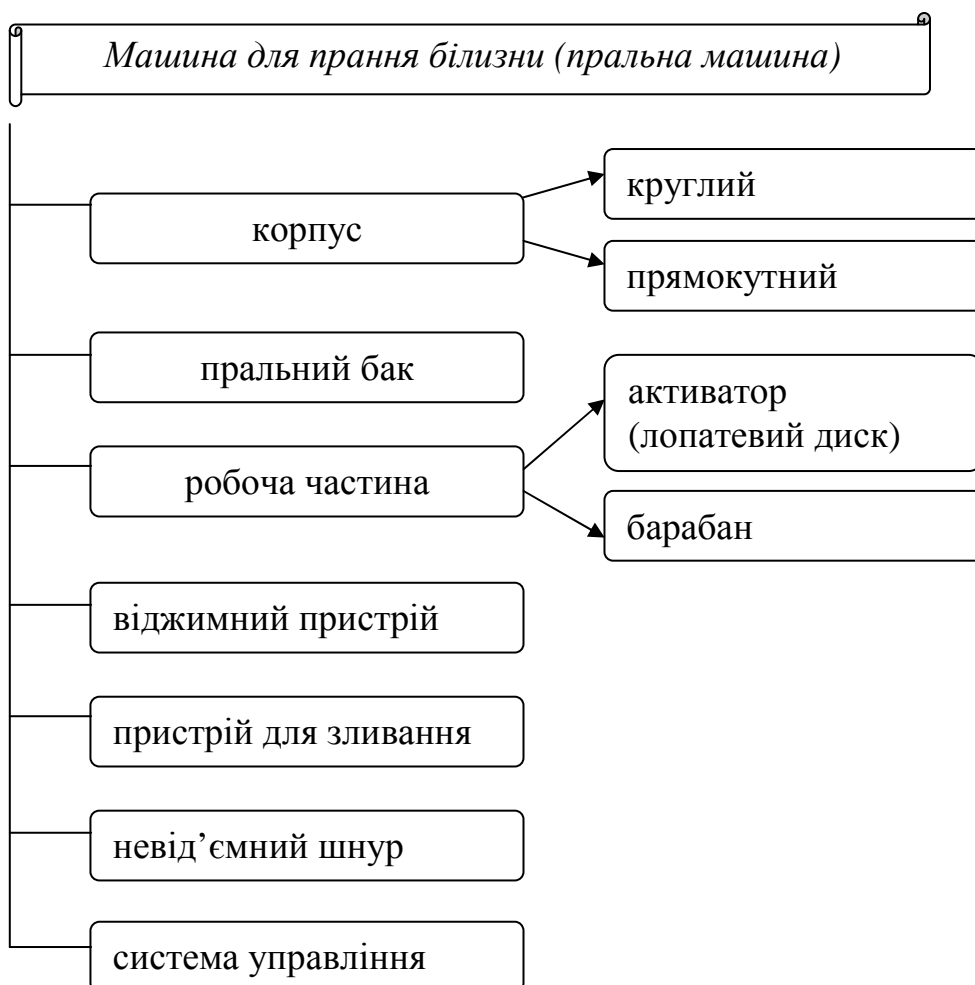 Машина для прання білизни (пральна машина)
корпус
круглий
прямокутний
пральний бак
робоча частина
активатор
(лопатевий диск)
барабан
віджимний пристрій
пристрій для зливання
невід’ємний шнур
система управління